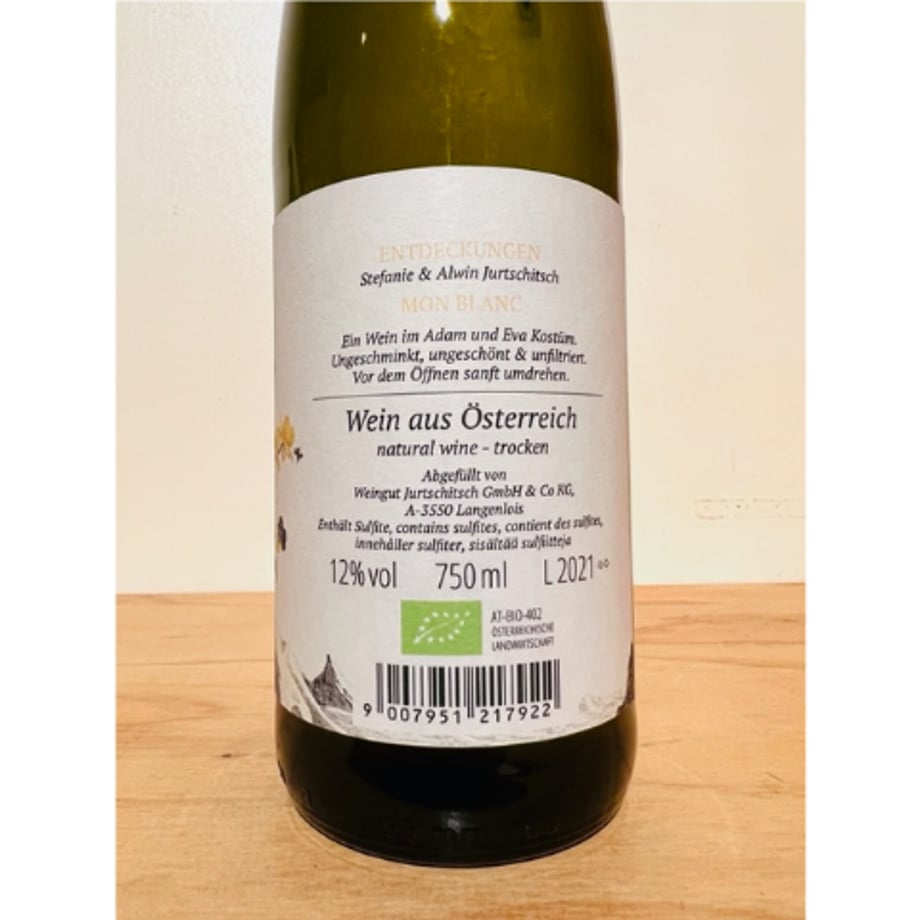 ENTDECKUNGEN
Stefanie & Alwin Jurtschitsch
MON BLANC
Ein Wein im Adam und Eva Kostüm.
Ungeschminkt, ungeschönt & unfiltriert.
Vor dem Öffnen sanft umdrehen.
Wein aus Österreich
natural wine - trocken
Abgefüllt von
Weingut Jurtschitsch GmbH & Co KG,
A-3550 Langenlois
Enthält Sulfite, contains sulfites, contient des sulfites,
innehåller sulfiter, sisältää sulfiitteja
12%vol 750 ml L 2021 °°
AT-BIO-402
ÖSTERREICHISCHE
LANDWIRTSCHAFT
9 007951 217922